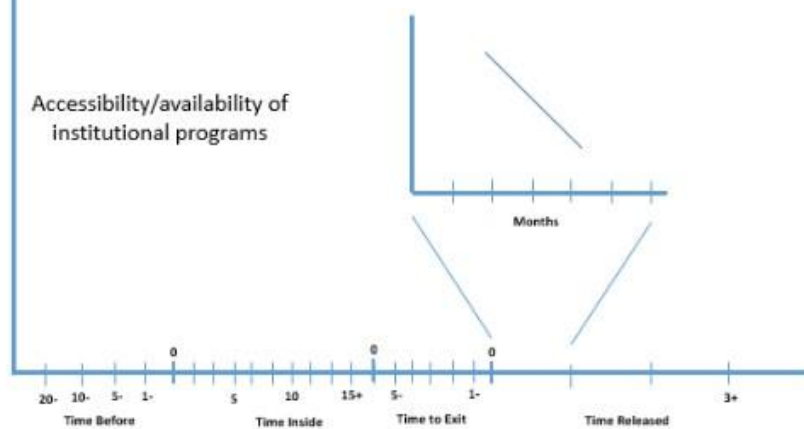 Accessibility/availability of
institutional programs
Months
0 0 0
20- 10- 5- 1- 5 10 15+ 5- 1- 3+
Time Before Time Inside Time to Exit Time Released